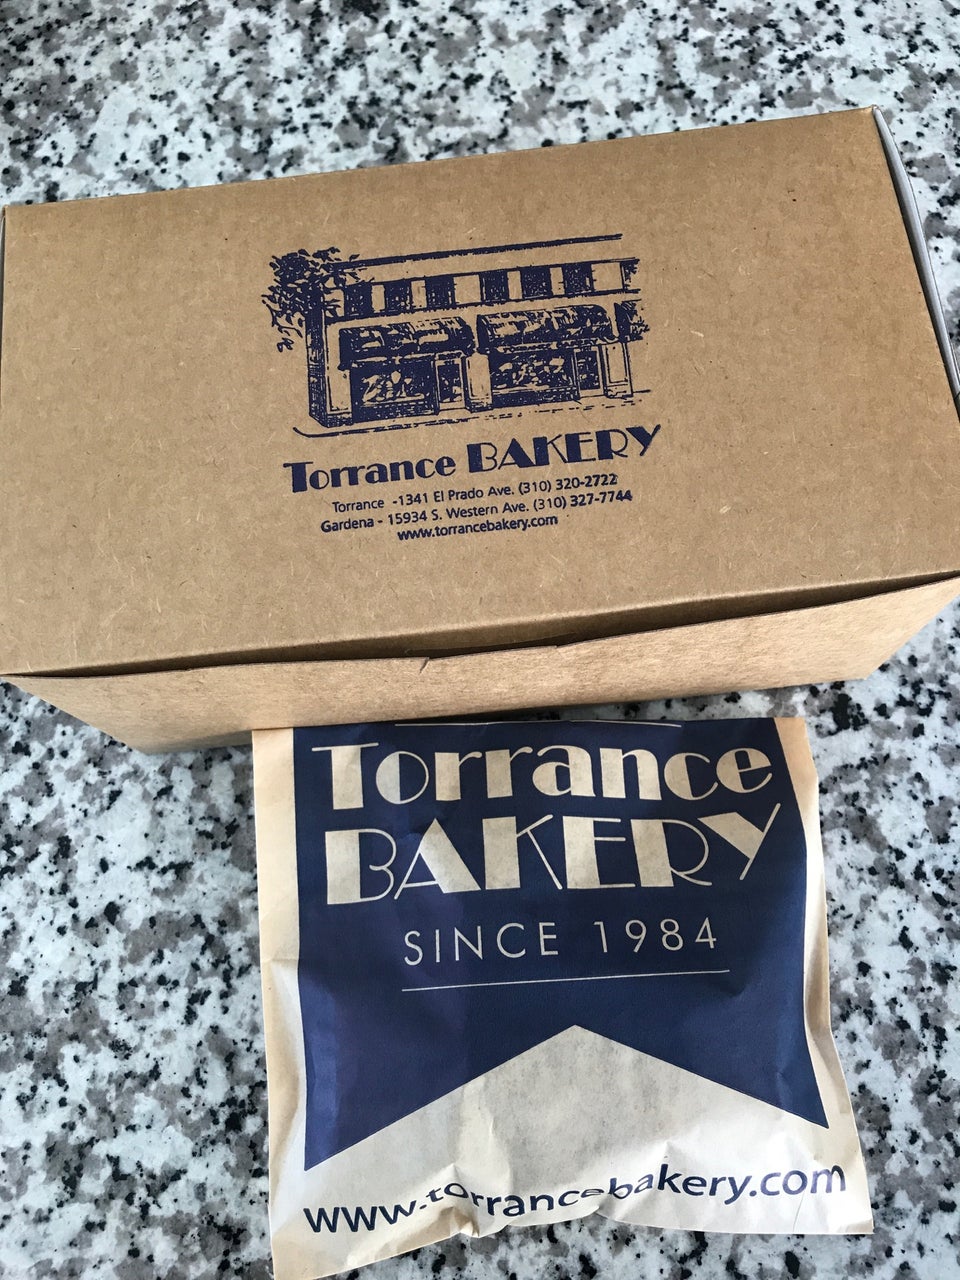 Torrance BAKERY
Torrance -1341 El Prado Ave. (310) 320-2722
Gardena - 15934 S. Western Ave. (310) 327-7744
www.torrancebakery.com
Torrance
BAKERY
SINCE 1984
www.torrancebakery.com